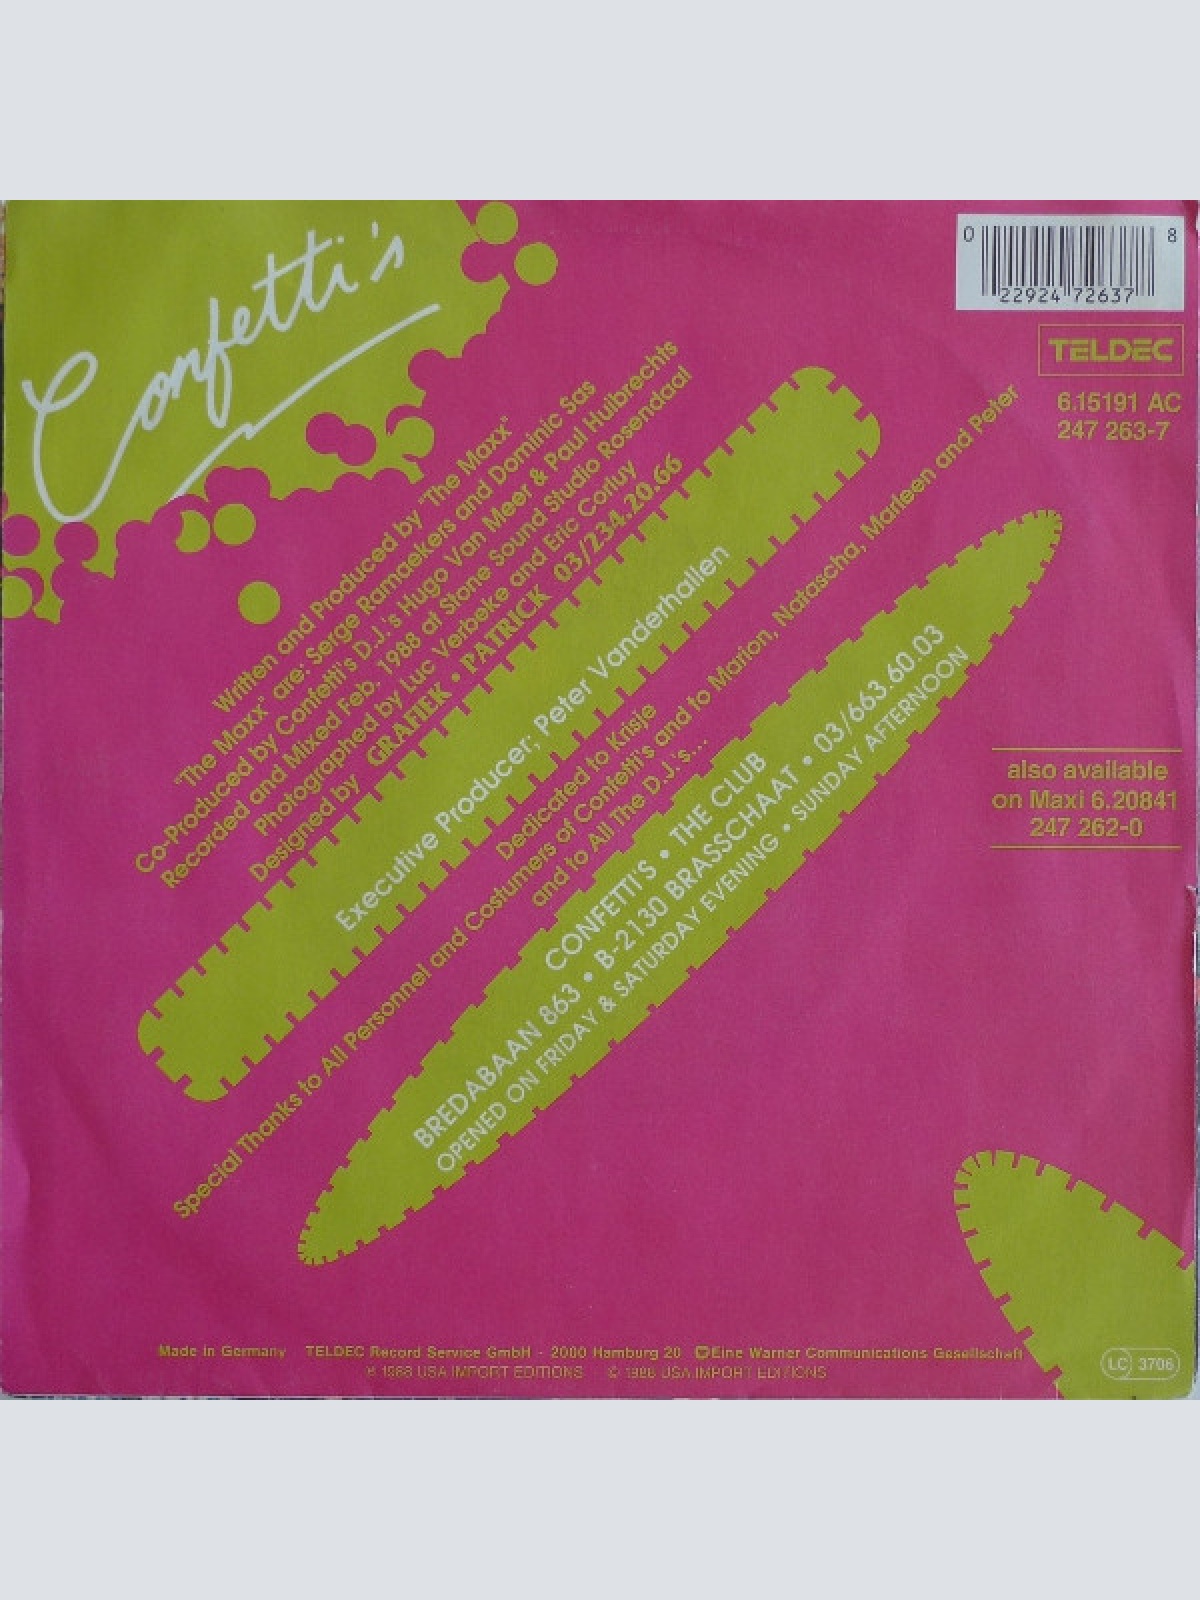 Confetti's
0 22924 72637 8
TELDEC
6.15191 AC
247 263-7
Written and Produced by "The Maxx"
"The Maxx" are: Serge Ramaekers and Dominic Sas
Co-Produced by Confetti's D.J.'s Hugo Van Meer & Paul Hulbrechts
Recorded and Mixed Feb. 1988 at Stone Sound Studio Rosendaal
Photographed by Luc Verbeke and Eric Corluy
Designed by GRAFIEK • PATRICK 03/234.20.66
Executive Producer; Peter Vanderhallen
Dedicated to Krisje
Special Thanks to All Personnel and Costumers of Confetti's and to Marion, Natascha, Marleen and Peter
and to All The D.J.'s...
CONFETTI'S • THE CLUB
BREDABAAN 863 • B-2130 BRASSCHAAT • 03/663.60.03
OPENED ON FRIDAY & SATURDAY EVENING • SUNDAY AFTERNOON
also available
on Maxi 6.20841
247 262-0
Made in Germany TELDEC Record Service GmbH - 2000 Hamburg 20 Eine Warner Communications Gesellschaft
℗ 1988 USA IMPORT EDITIONS © 1988 USA IMPORT EDITIONS
LC 3706